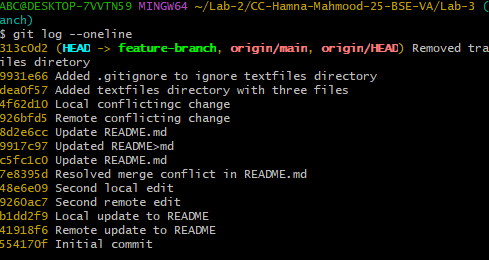 ABC@DESKTOP-7VVTN59 MINGW64 ~/Lab-2/CC-Hamna-Mahmood-25-BSE-VA/Lab-3 (
anch)
$ git log --oneline
313c0d2 (HEAD -> feature-branch, origin/main, origin/HEAD) Removed tra
iles diretory
9931e66 Added .gitignore to ignore textfiles directory
dea0f57 Added textfiles directory with three files
4f62d10 Local conflictingc change
926bfd5 Remote conflicting change
8d2e6cc Update README.md
9917c97 Updated README>md
c5fc1c0 Update README.md
7e8395d Resolved merge conflict in README.md
48e6e09 Second local edit
9260ac7 Second remote edit
b1dd2f9 Local update to README
41918f6 Remote update to README
554170f Initial commit